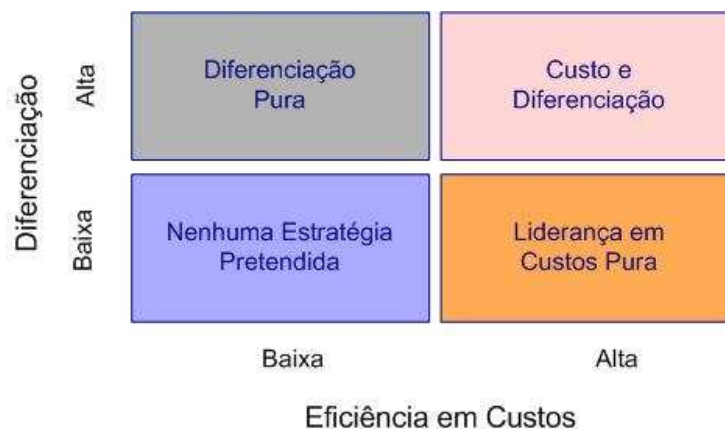 Diferenciação
Alta
Baixa
Diferenciação
Pura
Custo e
Diferenciação
Nenhuma Estratégia
Pretendida
Liderança em
Custos Pura
Baixa
Alta
Eficiência em Custos